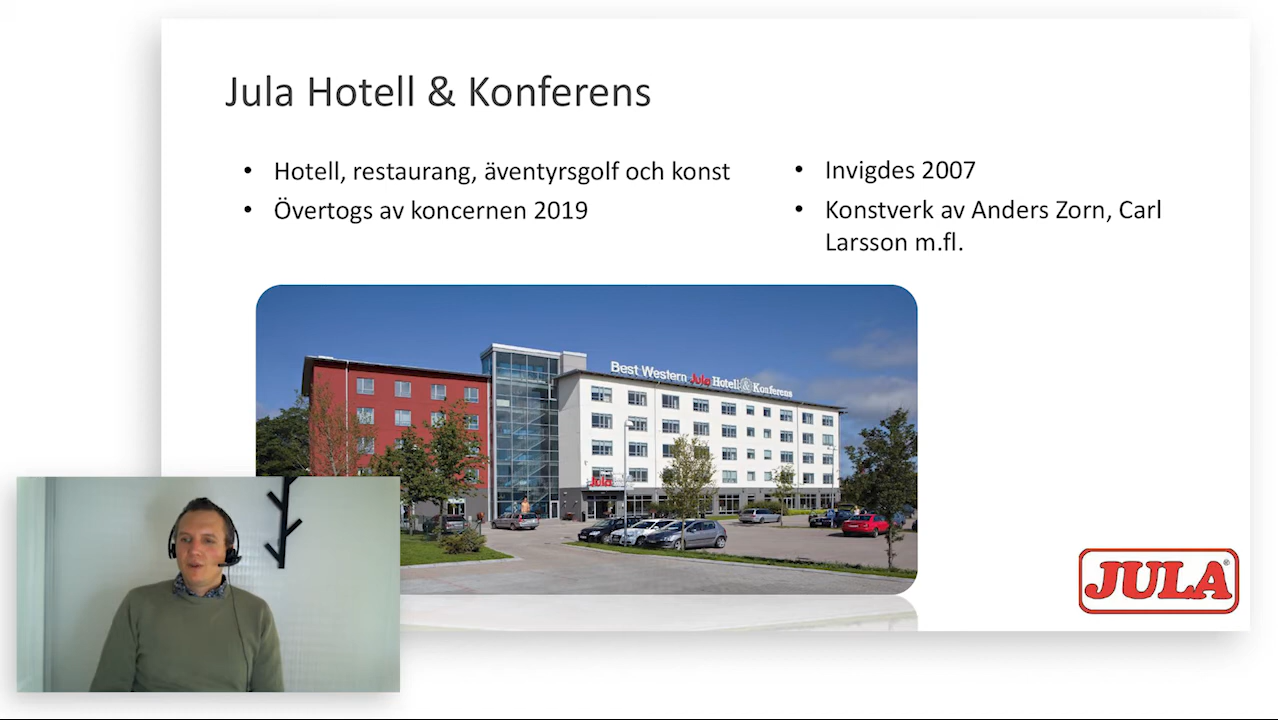 Jula Hotell & Konferens
• Hotell, restaurang, äventyrsgolf och konst
• Övertogs av koncernen 2019
• Invigdes 2007
• Konstverk av Anders Zorn, Carl
Larsson m.fl.
Best Western Jula Hotell & Konferens
JULA
JULA®